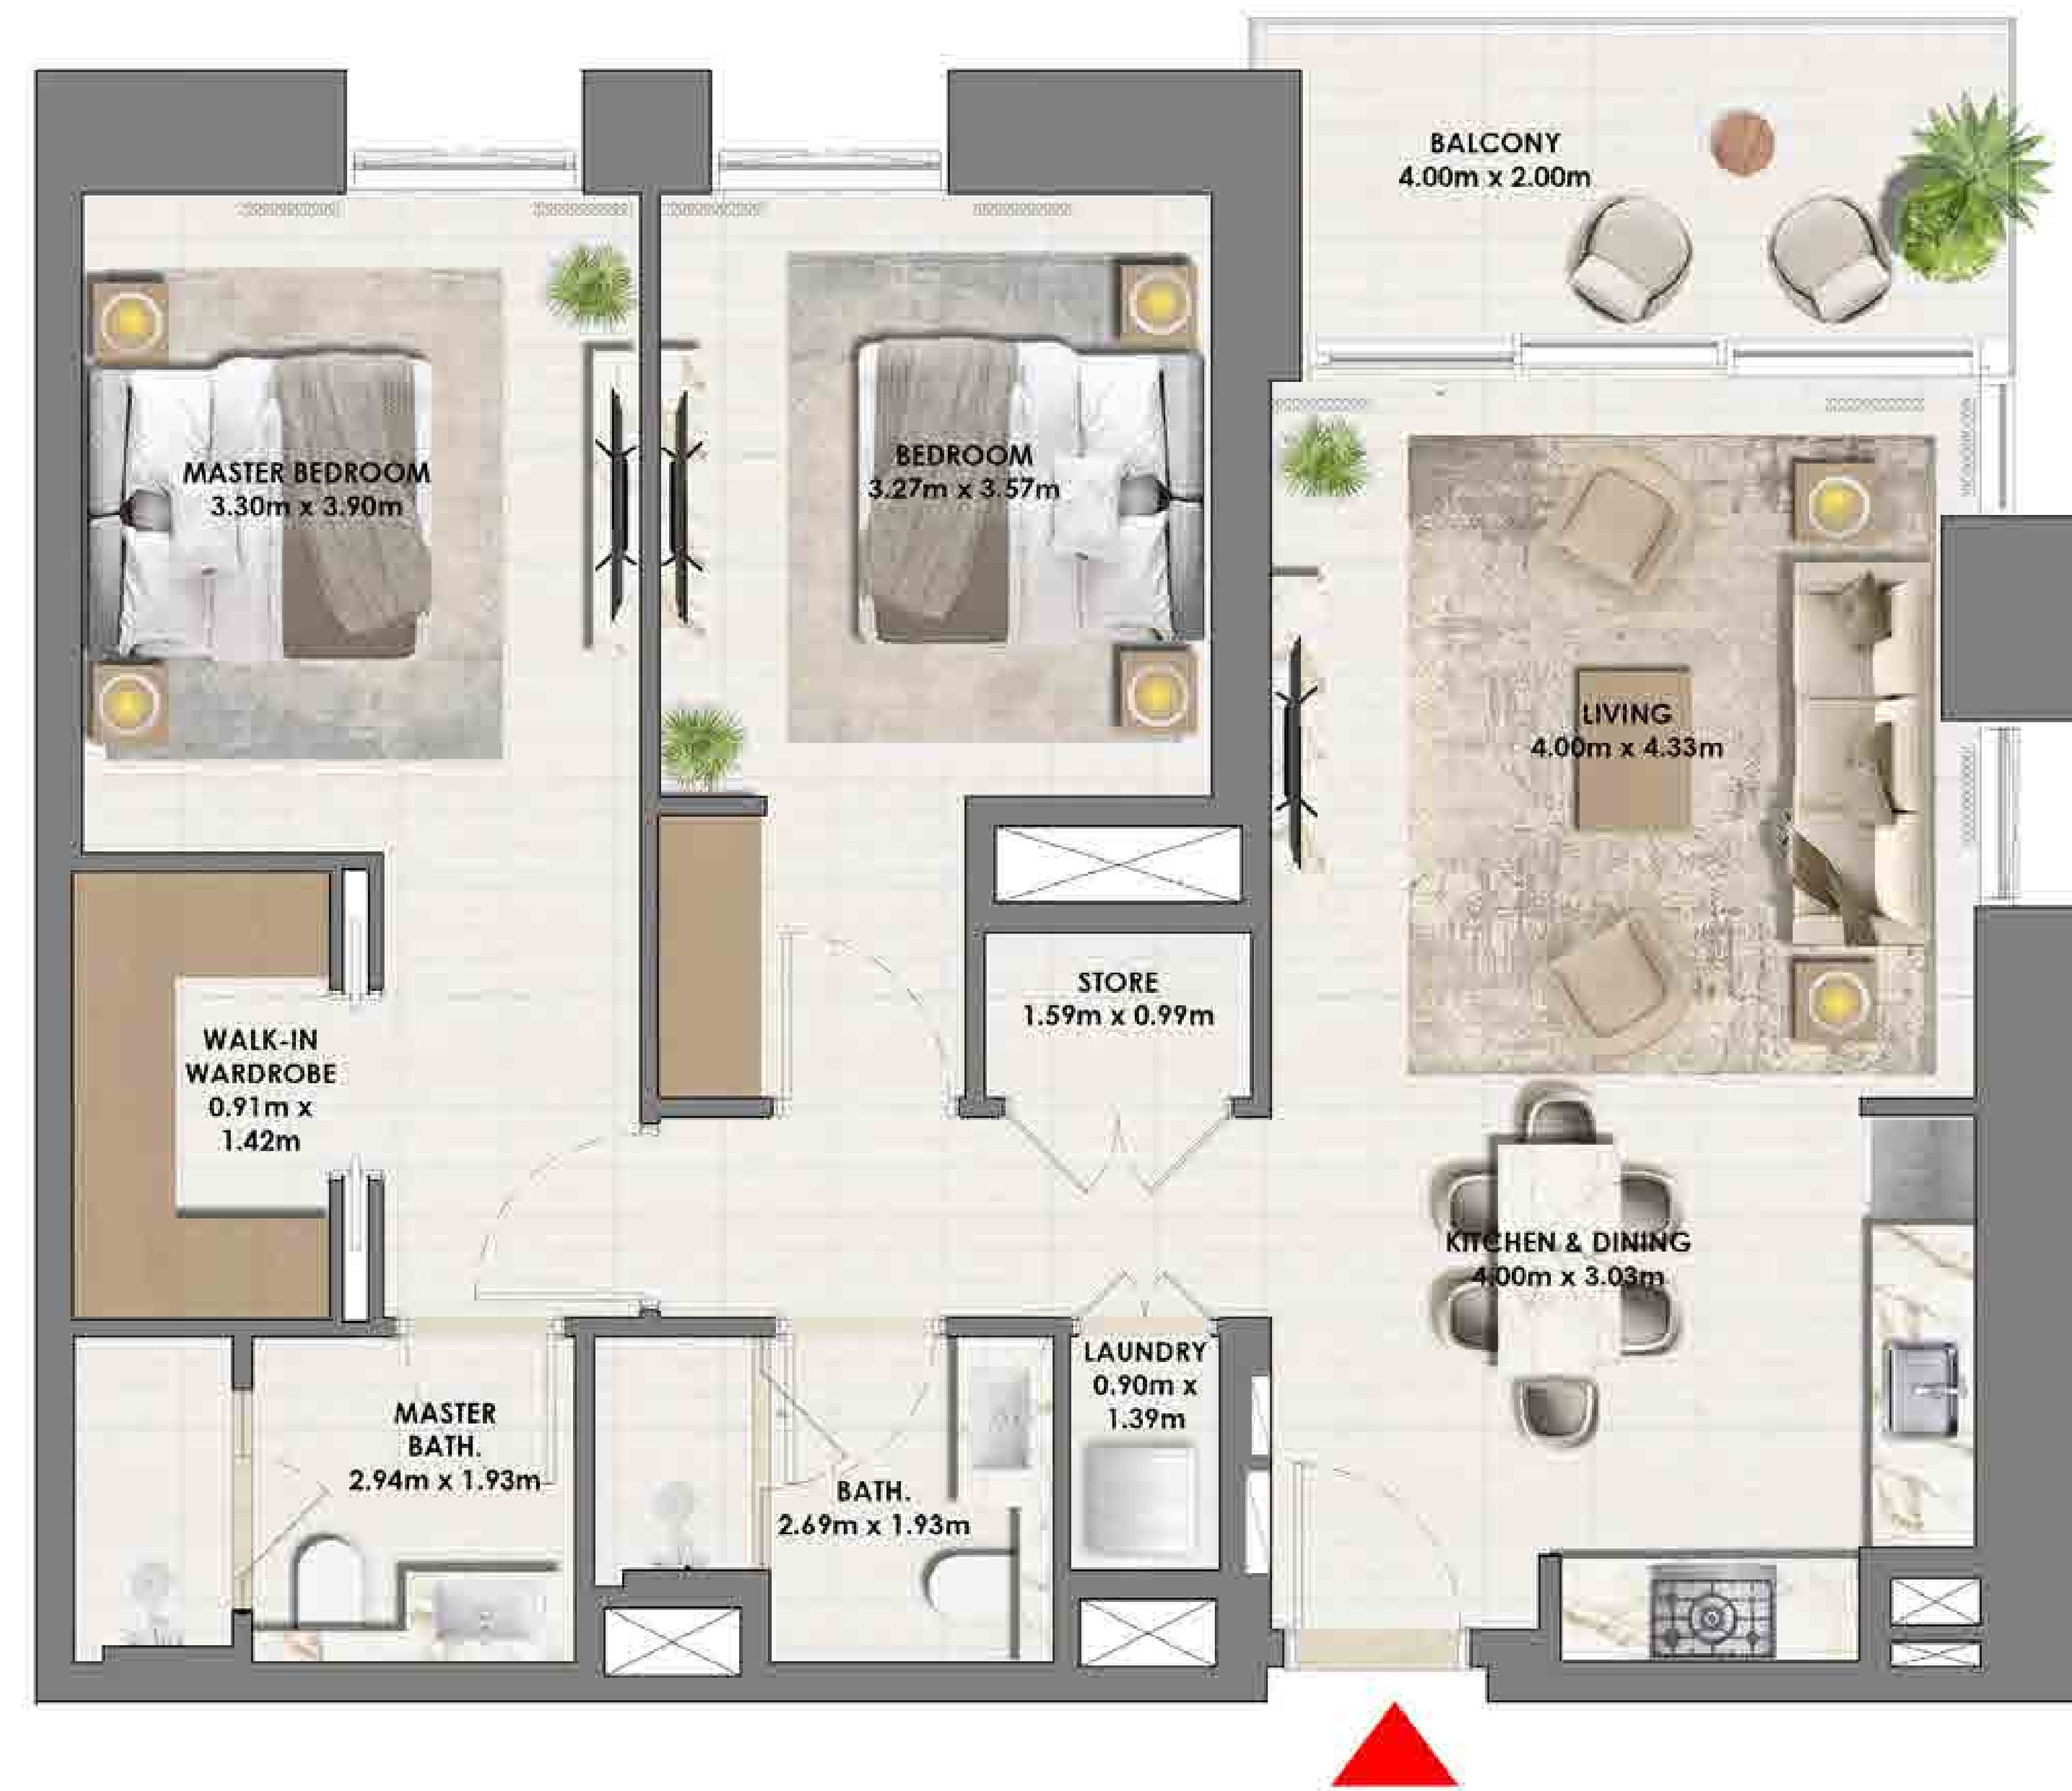 BALCONY
4.00m x 2.00m
MASTER BEDROOM
3.30m x 3.90m
BEDROOM
3.27m x 3.57m
LIVING
4.00m x 4.33m
STORE
1.59m x 0.99m
WALK-IN
WARDROBE
0.91m x
1.42m
KITCHEN & DINING
4.00m x 3.03m
MASTER
BATH.
2.94m x 1.93m
BATH.
2.69m x 1.93m
LAUNDRY
0.90m x
1.39m